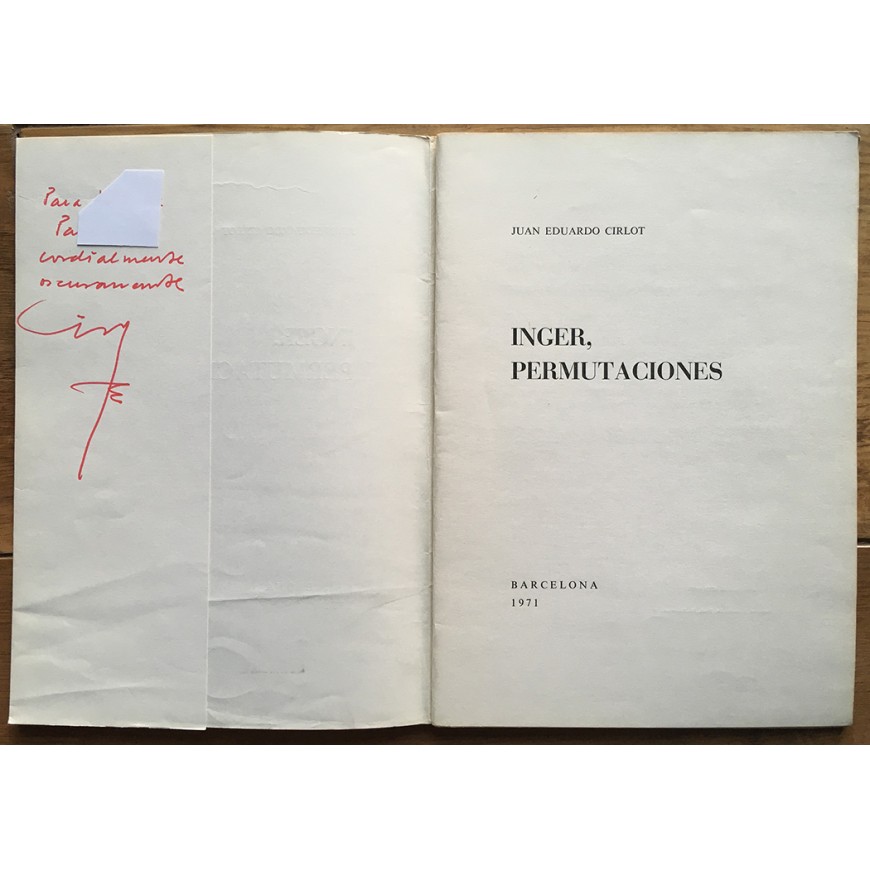 Para
Pa
cordialmente
oscuramente
JUAN EDUARDO CIRLOT
INGER,
PERMUTACIONES
BARCELONA
1971